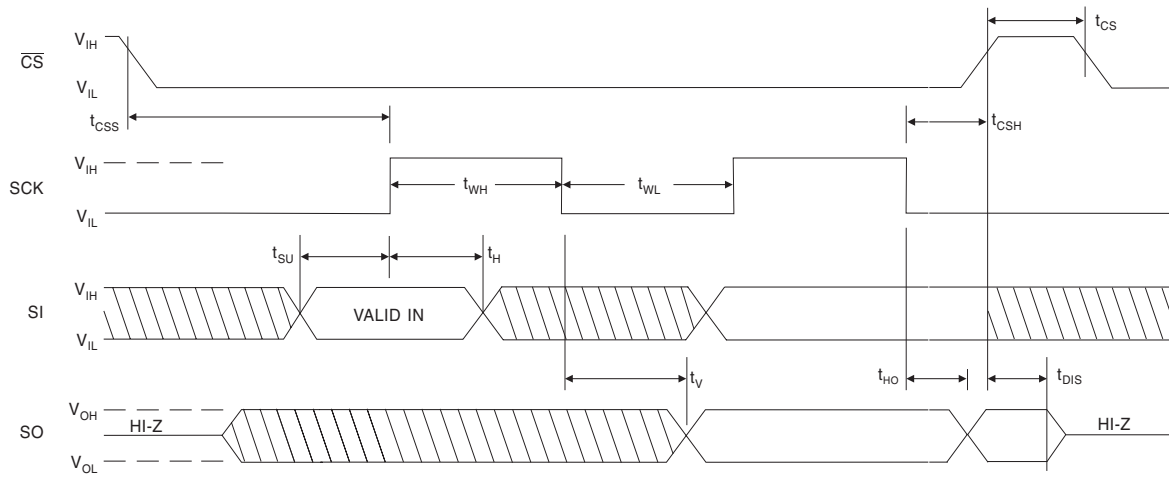 t_CS
V_IH
CS
V_IL
t_CSS
t_CSH
V_IH
SCK
t_WH
t_WL
V_IL
t_SU
t_H
V_IH
SI
VALID IN
V_IL
t_V
t_HO
t_DIS
V_OH
SO
HI-Z
HI-Z
V_OL